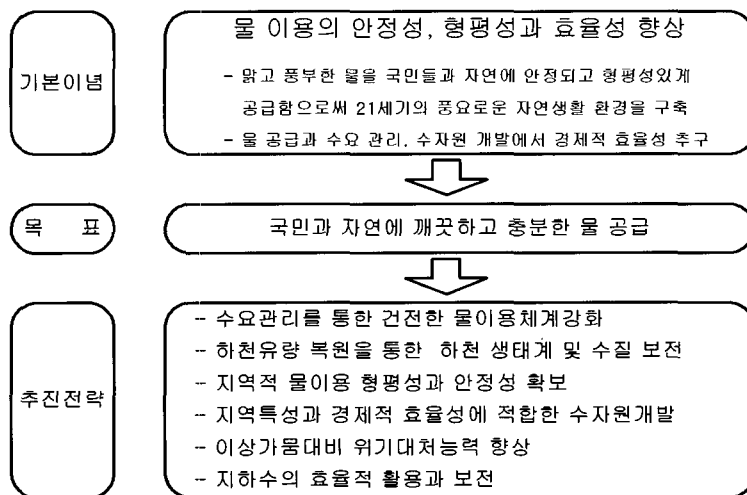 기본이념
물 이용의 안정성, 형평성과 효율성 향상
- 맑고 풍부한 물을 국민들과 자연에 안정되고 형평성있게
공급함으로써 21세기의 풍요로운 자연생활 환경을 구축
- 물 공급과 수요 관리, 수자원 개발에서 경제적 효율성 추구
목 표
국민과 자연에 깨끗하고 충분한 물 공급
추진전략
- 수요관리를 통한 건전한 물이용체계강화
- 하천유량 복원을 통한 하천 생태계 및 수질 보전
- 지역적 물이용 형평성과 안정성 확보
- 지역특성과 경제적 효율성에 적합한 수자원개발
- 이상가뭄대비 위기대처능력 향상
- 지하수의 효율적 활용과 보전